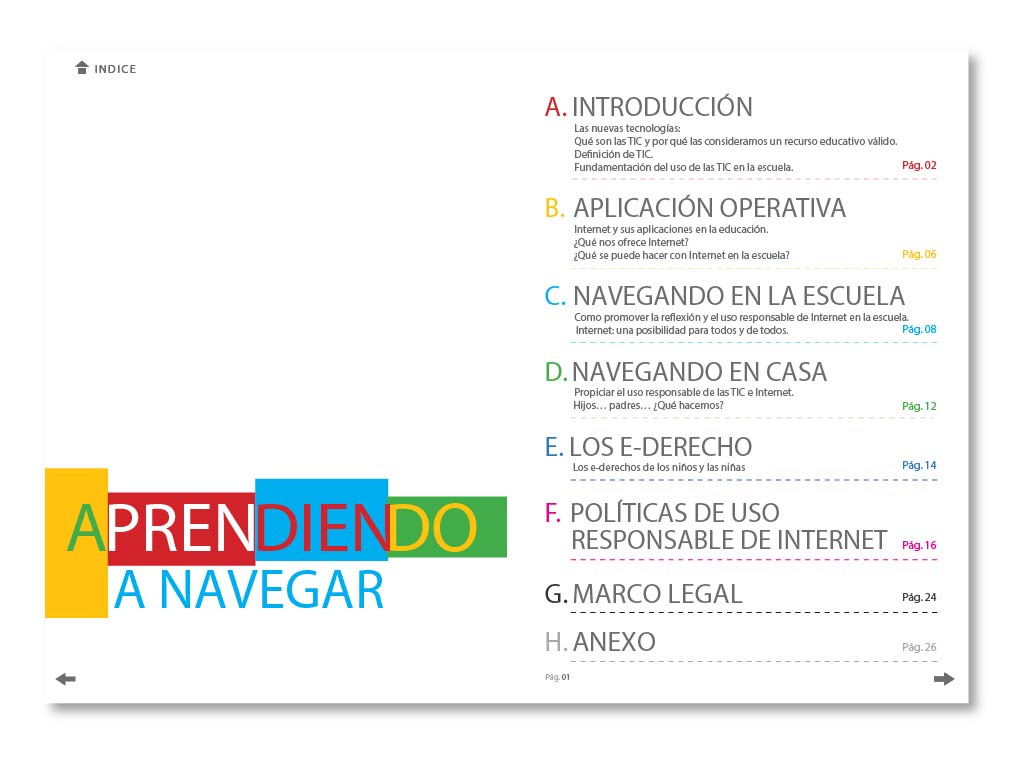 INDICE
APRENDIENDO
A NAVEGAR
A. INTRODUCCIÓN
Las nuevas tecnologías:
Qué son las TIC y por qué las consideramos un recurso educativo válido.
Definición de TIC.
Fundamentación del uso de las TIC en la escuela.
Pág. 02
B. APLICACIÓN OPERATIVA
Internet y sus aplicaciones en la educación.
¿Qué nos ofrece Internet?
¿Qué se puede hacer con Internet en la escuela?
Pág. 06
C. NAVEGANDO EN LA ESCUELA
Como promover la reflexión y el uso responsable de Internet en la escuela.
Internet: una posibilidad para todos y de todos.
Pág. 08
D. NAVEGANDO EN CASA
Propiciar el uso responsable de las TIC e Internet.
Hijos… padres… ¿Qué hacemos?
Pág. 12
E. LOS E-DERECHO
Los e-derechos de los niños y las niñas
Pág. 14
F. POLÍTICAS DE USO
RESPONSABLE DE INTERNET
Pág. 16
G. MARCO LEGAL
Pág. 24
H. ANEXO
Pág. 26
Pág. 01